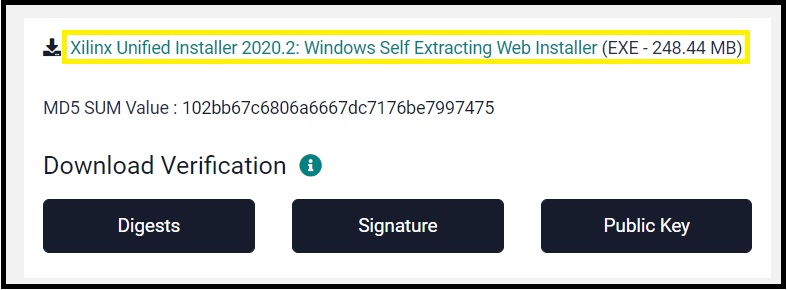 Xilinx Unified Installer 2020.2: Windows Self Extracting Web Installer (EXE - 248.44 MB)
MD5 SUM Value : 102bb67c6806a6667dc7176be7997475
Download Verification
Digests
Signature
Public Key